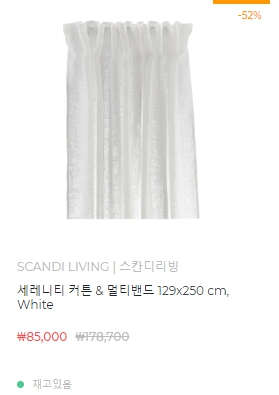 -52%
SCANDI LIVING | 스칸디리빙
세레니티 커튼 & 멀티밴드 129x250 cm,
White
₩85,000 ₩178,700
재고있음